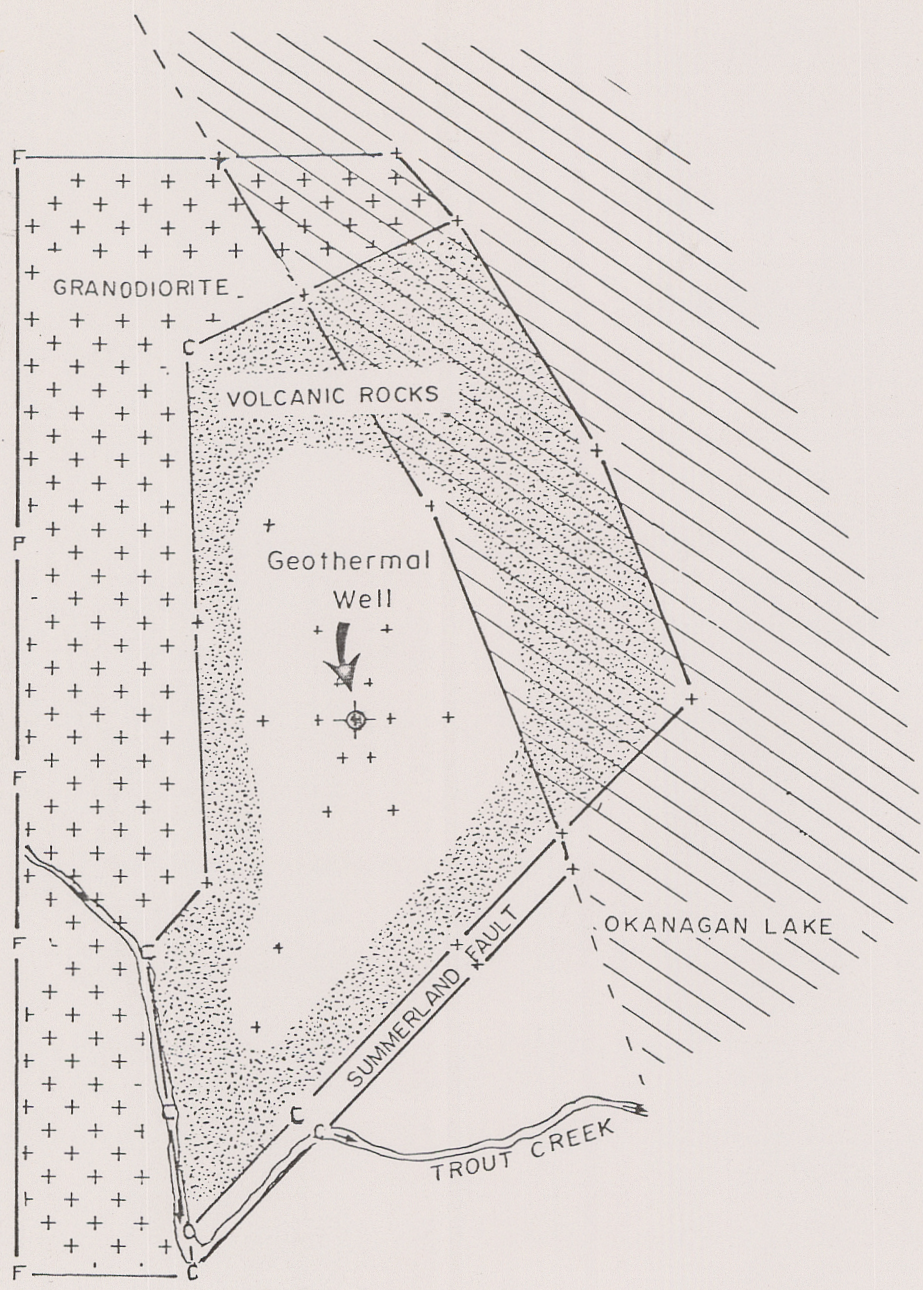 F
GRANODIORITE
C
VOLCANIC ROCKS
P
Geothermal
Well
F
F
C
OKANAGAN LAKE
SUMMERLAND FAULT
C
C
C
TROUT CREEK
C
F
C